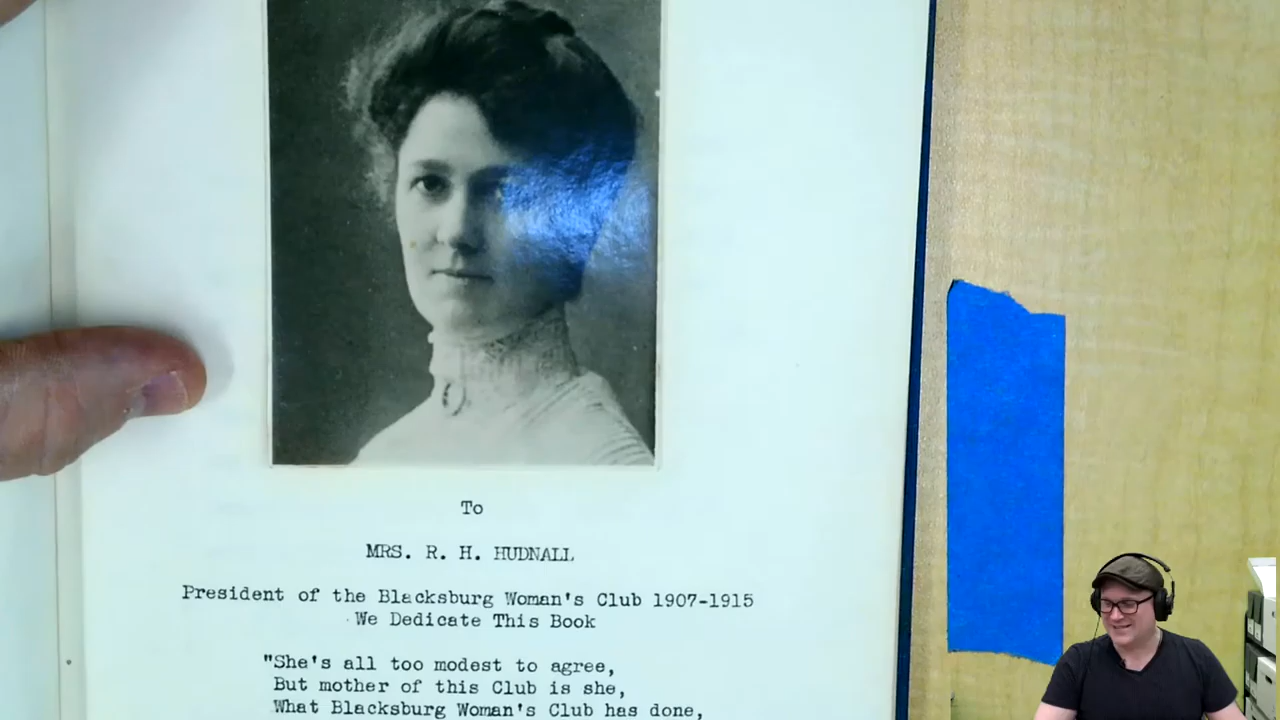 To
MRS. R. H. HUDNALL
President of the Blacksburg Woman's Club 1907-1915
We Dedicate This Book
"She's all too modest to agree,
But mother of this Club is she,
What Blacksburg Woman's Club has done,